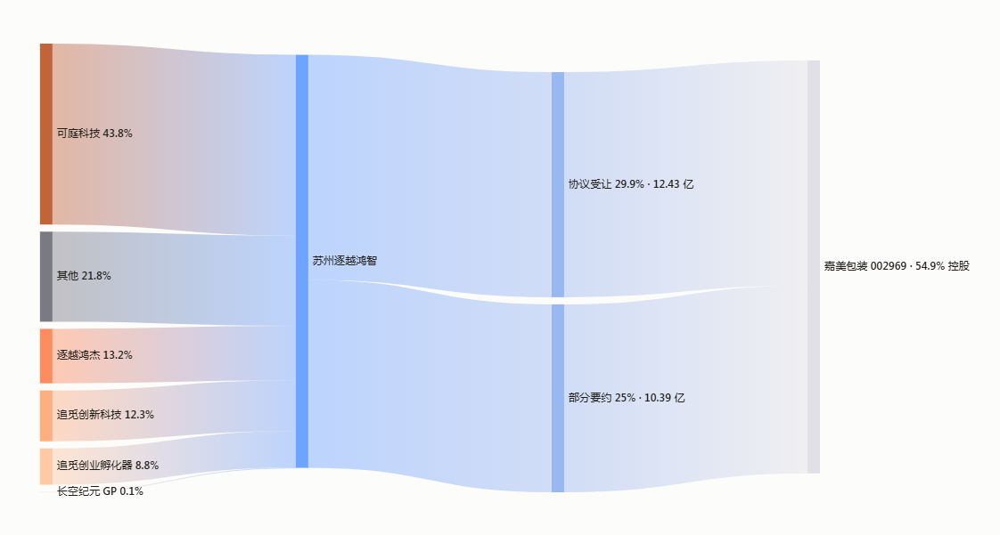 可庭科技 43.8%
其他 21.8%
逐越鸿杰 13.2%
追觅创新科技 12.3%
追觅创业孵化器 8.8%
长空纪元 GP 0.1%
苏州逐越鸿智
协议受让 29.9% · 12.43 亿
部分要约 25% · 10.39 亿
嘉美包装 002969 · 54.9% 控股